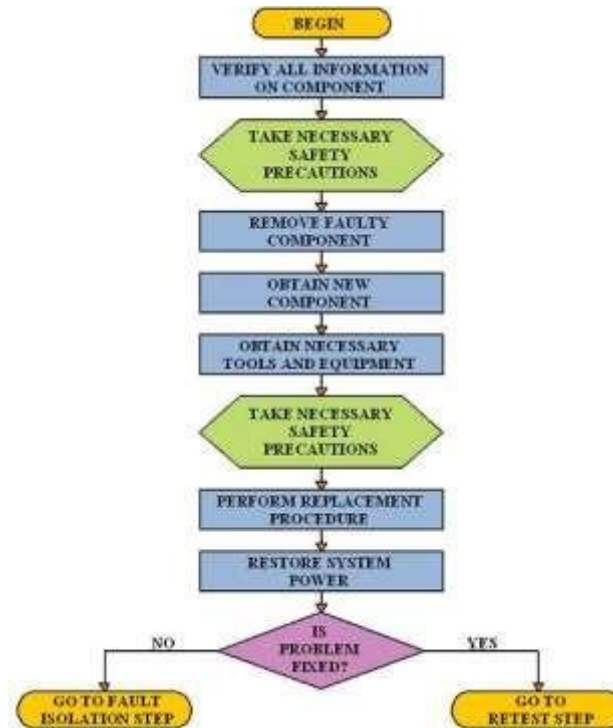 BEGIN
VERIFY ALL INFORMATION
ON COMPONENT
TAKE NECESSARY
SAFETY
PRECAUTIONS
REMOVE FAULTY
COMPONENT
OBTAIN NEW
COMPONENT
OBTAIN NECESSARY
TOOLS AND EQUIPMENT
TAKE NECESSARY
SAFETY
PRECAUTIONS
PERFORM REPLACEMENT
PROCEDURE
RESTORE SYSTEM
POWER
IS
PROBLEM
FIXED?
NO
YES
GO TO FAULT
ISOLATION STEP
GO TO
RETEST STEP